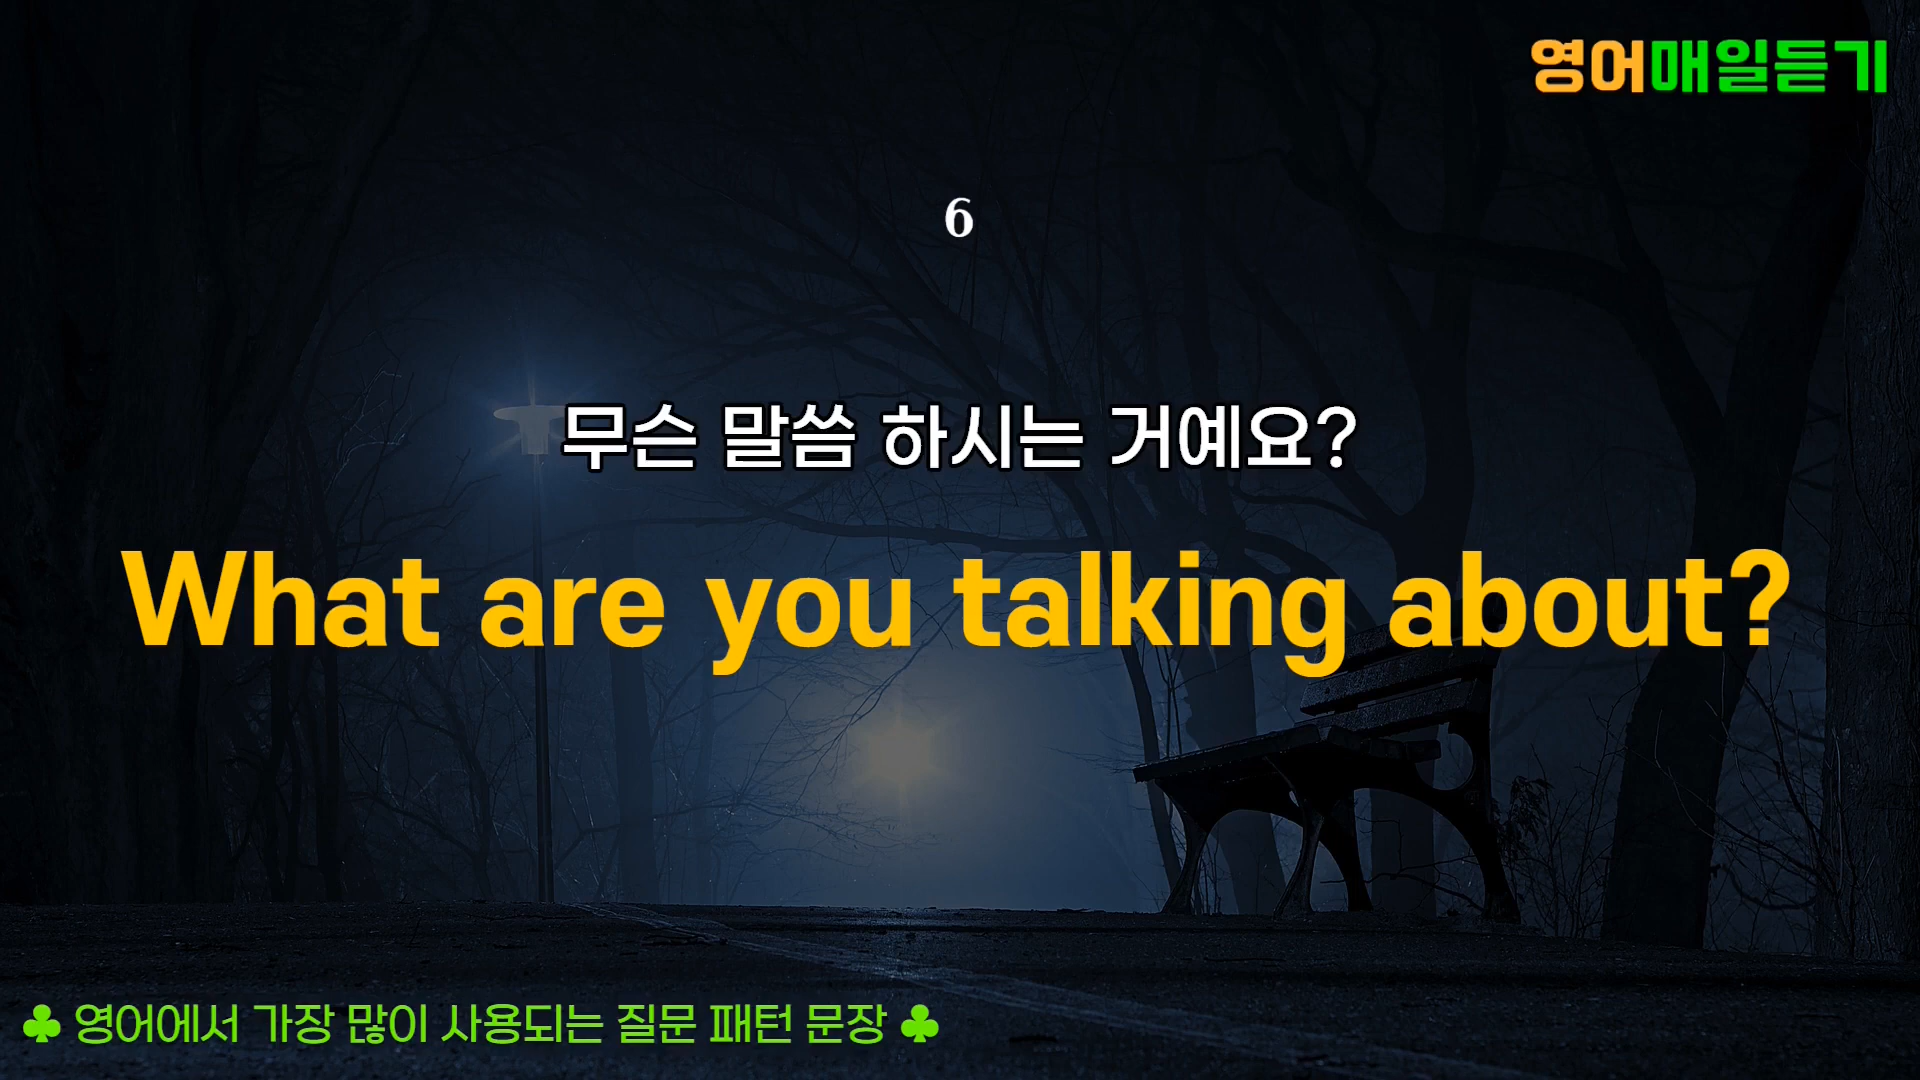 영어매일듣기
6
무슨 말씀 하시는 거예요?
What are you talking about?
♣ 영어에서 가장 많이 사용되는 질문 패턴 문장 ♣